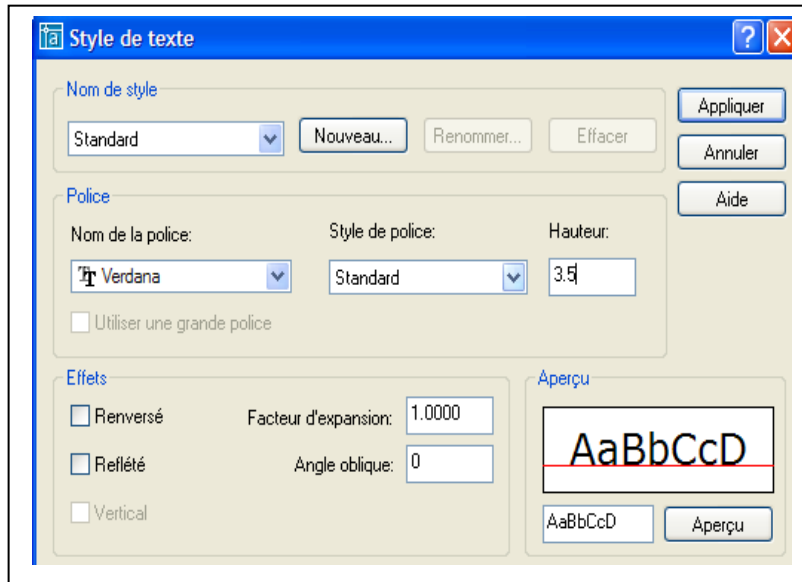 Style de texte
Nom de style
Standard Nouveau... Renommer... Effacer
Appliquer
Annuler
Aide
Police
Nom de la police: Style de police: Hauteur:
Verdana Standard 3.5
Utiliser une grande police
Effets
Renversé Facteur d'expansion: 1.0000
Reflété Angle oblique: 0
Vertical
Aperçu
AaBbCcD
AaBbCcD Aperçu